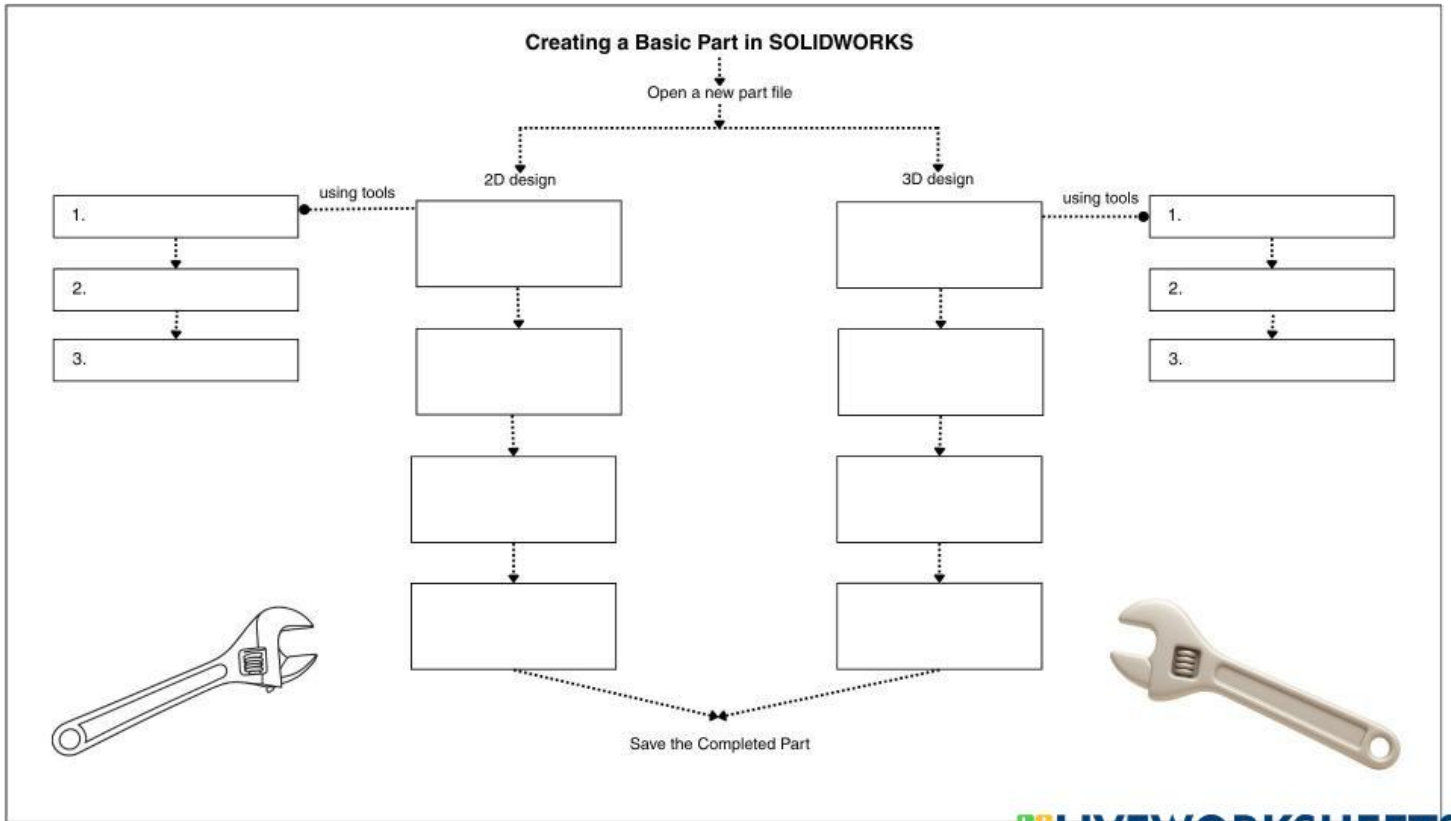 Creating a Basic Part in SOLIDWORKS
Open a new part file
2D design
3D design
using tools
using tools
1.
1.
2.
2.
3.
3.
Save the Completed Part
LIVEWORKSHEETS